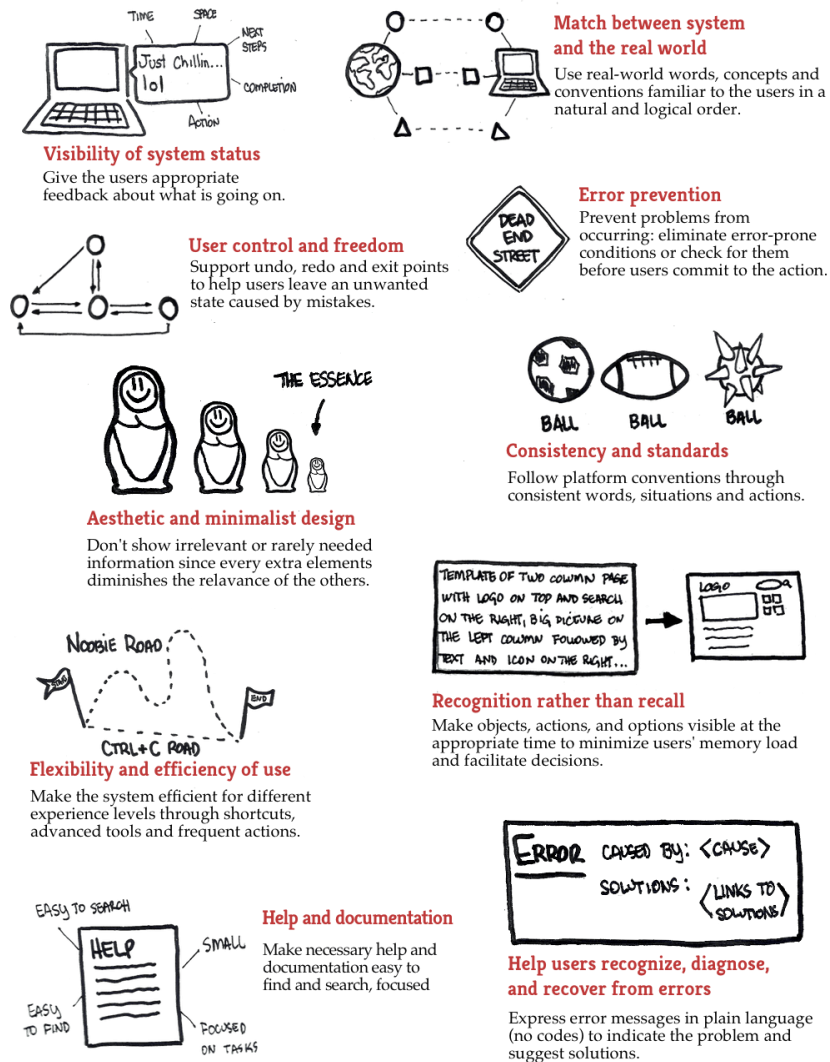 TIME
SPACE
NEXT
STEPS
Just Chillin...
lol
COMPLETION
ACTION
Visibility of system status
Give the users appropriate
feedback about what is going on.
Match between system
and the real world
Use real-world words, concepts and
conventions familiar to the users in a
natural and logical order.
User control and freedom
Support undo, redo and exit points
to help users leave an unwanted
state caused by mistakes.
DEAD
END
STREET
Error prevention
Prevent problems from
occurring: eliminate error-prone
conditions or check for them
before users commit to the action.
THE ESSENCE
Aesthetic and minimalist design
Don't show irrelevant or rarely needed
information since every extra elements
diminishes the relavance of the others.
BALL
BALL
BALL
Consistency and standards
Follow platform conventions through
consistent words, situations and actions.
NOOBIE ROAD
START
END
CTRL+C ROAD
Flexibility and efficiency of use
Make the system efficient for different
experience levels through shortcuts,
advanced tools and frequent actions.
TEMPLATE OF TWO COLUMN PAGE
WITH LOGO ON TOP AND SEARCH
ON THE RIGHT, BIG PICTURE ON
THE LEFT COLUMN FOLLOWED BY
TEXT AND ICON ON THE RIGHT...
LOGO
Recognition rather than recall
Make objects, actions, and options visible at the
appropriate time to minimize users' memory load
and facilitate decisions.
EASY TO SEARCH
HELP
SMALL
EASY
TO FIND
FOCUSED
ON TASKS
Help and documentation
Make necessary help and
documentation easy to
find and search, focused
ERROR
CAUSED BY: <CAUSE>
SOLUTIONS: <LINKS TO
SOLUTIONS>
Help users recognize, diagnose,
and recover from errors
Express error messages in plain language
(no codes) to indicate the problem and
suggest solutions.